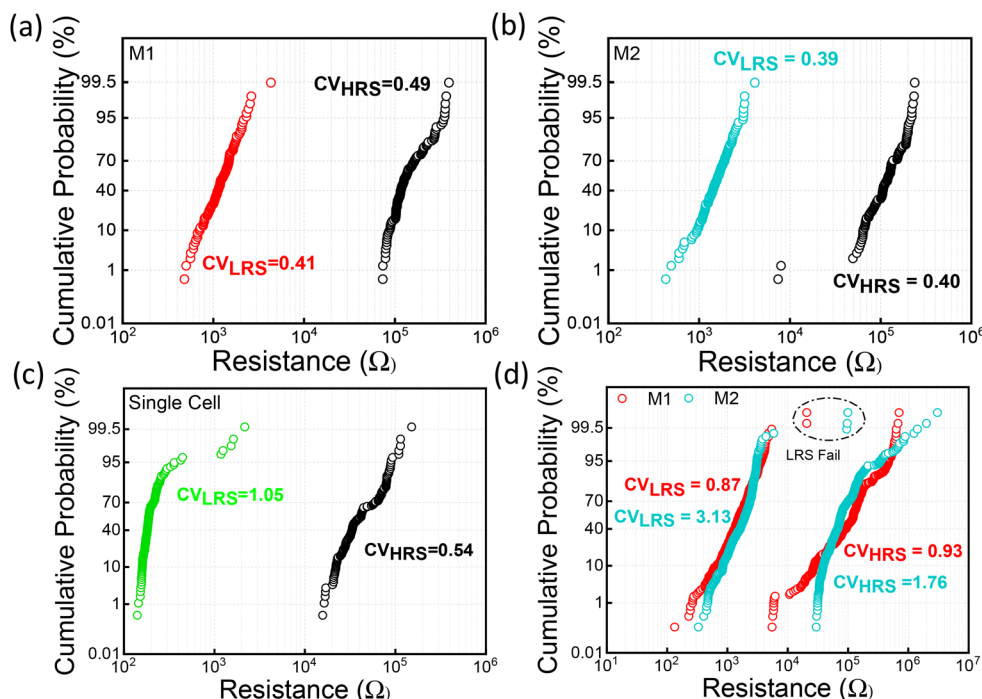 (a)
M1
Cumulative Probability (%)
99.5
95
70
40
10
1
0.01
CV_HRS=0.49
CV_LRS=0.41
10^2
10^3
10^4
10^5
10^6
Resistance (Ω)
(b)
M2
Cumulative Probability (%)
99.5
95
70
40
10
1
0.01
CV_LRS = 0.39
CV_HRS = 0.40
10^2
10^3
10^4
10^5
10^6
Resistance (Ω)
(c)
Single Cell
Cumulative Probability (%)
99.5
95
70
40
10
1
0.01
CV_LRS=1.05
CV_HRS=0.54
10^2
10^3
10^4
10^5
10^6
Resistance (Ω)
(d)
M1
M2
LRS Fail
Cumulative Probability (%)
99.5
95
70
40
10
1
0.01
CV_LRS = 0.87
CV_LRS = 3.13
CV_HRS = 0.93
CV_HRS =1.76
10^1
10^2
10^3
10^4
10^5
10^6
10^7
Resistance (Ω)